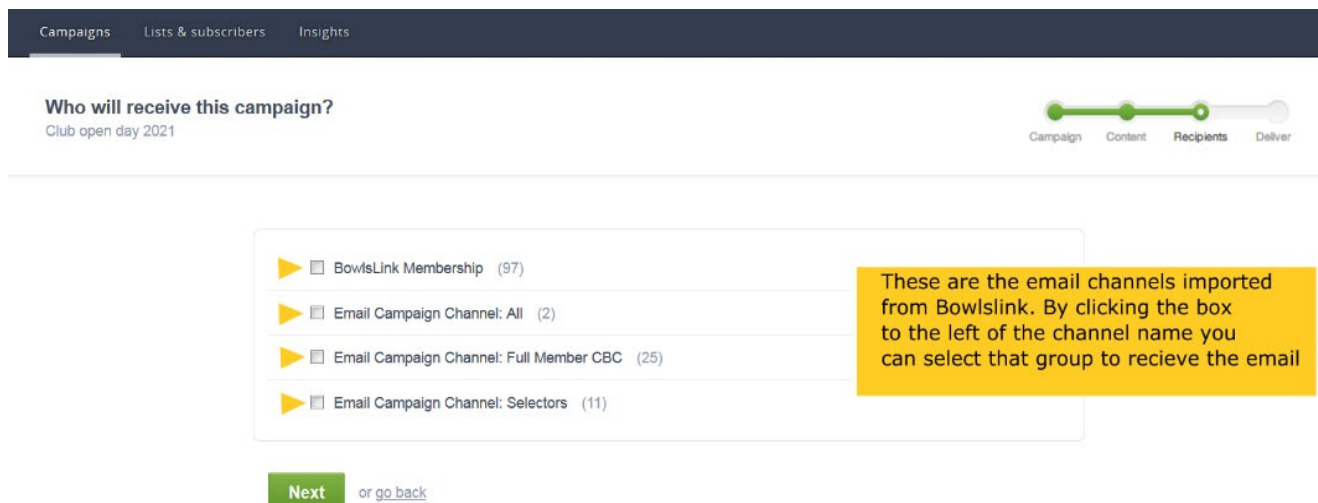 Campaigns Lists & subscribers Insights
Who will receive this campaign?
Club open day 2021
Campaign Content Recipients Deliver
BowlsLink Membership (97)
Email Campaign Channel: All (2)
Email Campaign Channel: Full Member CBC (25)
Email Campaign Channel: Selectors (11)
These are the email channels imported
from Bowlslink. By clicking the box
to the left of the channel name you
can select that group to recieve the email
Next or go back